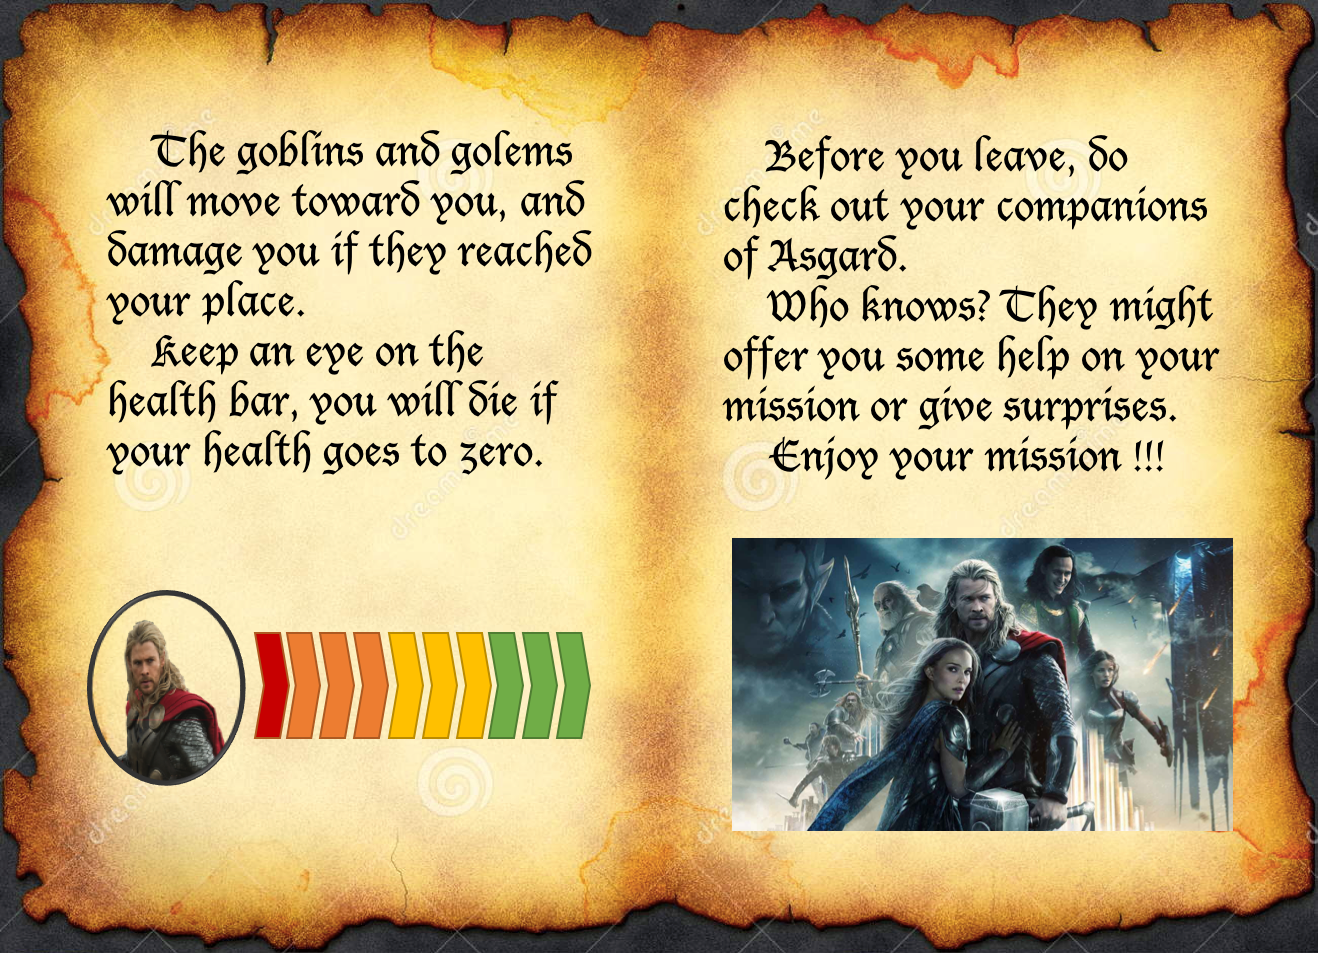 The goblins and golems
will move toward you, and
damage you if they reached
your place.
Keep an eye on the
health bar, you will die if
your health goes to zero.
Before you leave, do
check out your companions
of Asgard.
Who knows? They might
offer you some help on your
mission or give surprises.
Enjoy your mission !!!
dreamstime